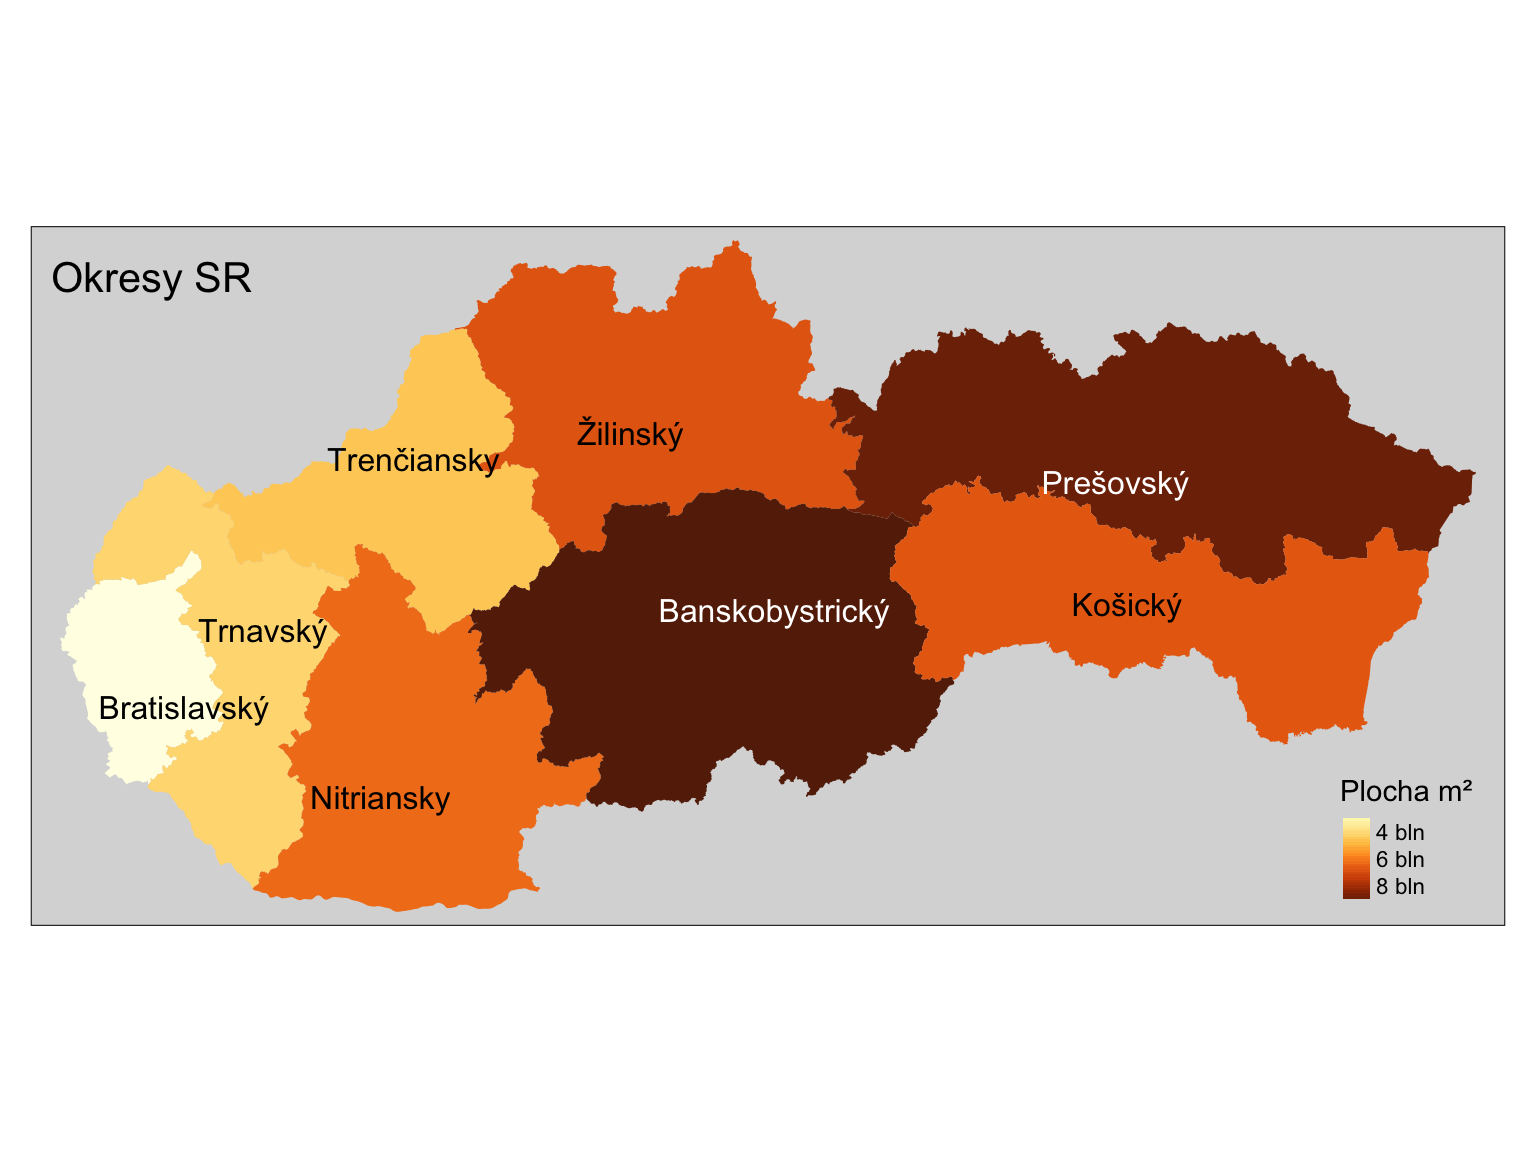 Okresy SR
Žilinský
Trenčiansky
Prešovský
Košický
Banskobystrický
Trnavský
Bratislavský
Nitriansky
Plocha m²
4 bln
6 bln
8 bln